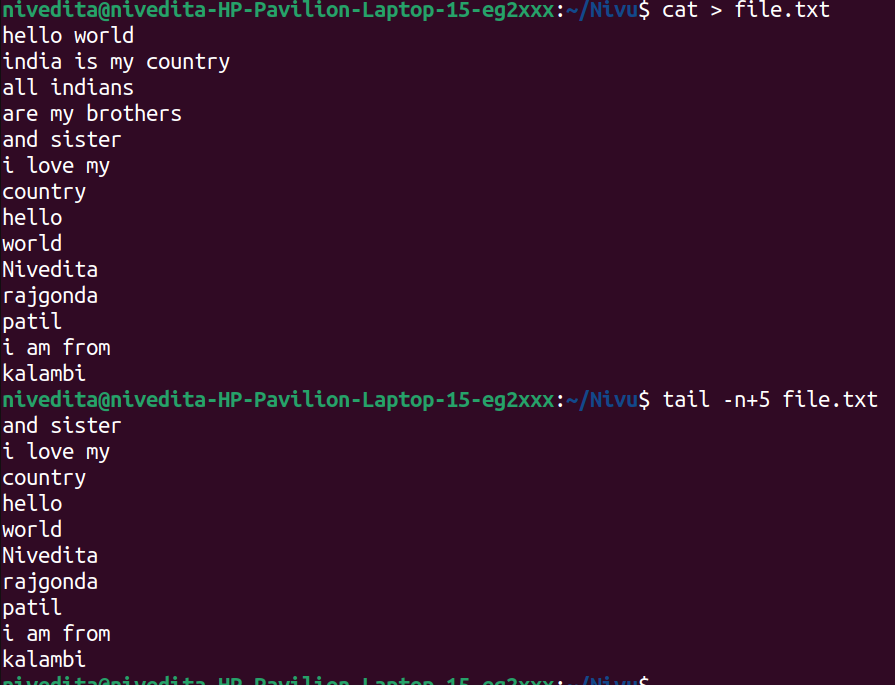 nivedita@nivedita-HP-Pavilion-Laptop-15-eg2xxx:~/Nivu$ cat > file.txt
hello world
india is my country
all indians
are my brothers
and sister
i love my
country
hello
world
Nivedita
rajgonda
patil
i am from
kalambi
nivedita@nivedita-HP-Pavilion-Laptop-15-eg2xxx:~/Nivu$ tail -n+5 file.txt
and sister
i love my
country
hello
world
Nivedita
rajgonda
patil
i am from
kalambi
nivedita@nivedita-HP-Pavilion-Laptop-15-eg2xxx:~/Nivu$